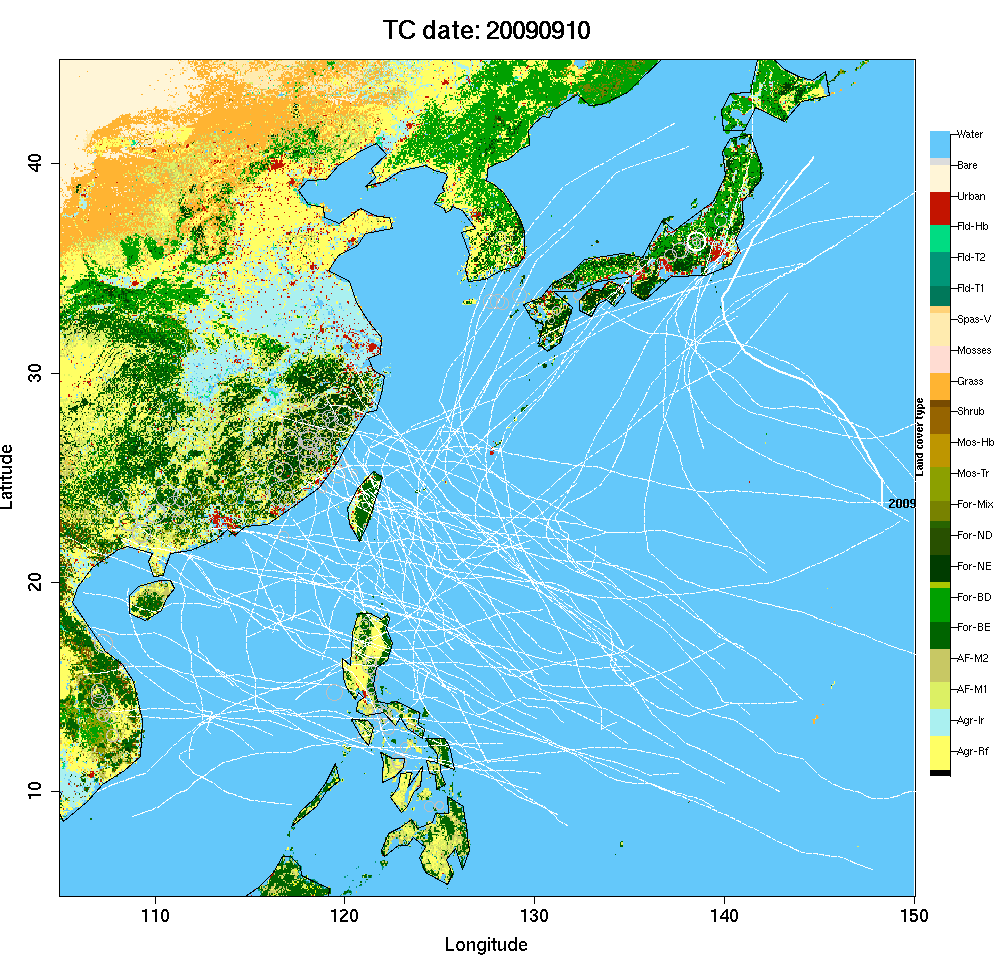 TC date: 20090910
Water
Bare
Urban
Fld-Hb
Fld-T2
Fld-T1
Spas-V
Mosses
Grass
Shrub
Mos-Hb
Mos-Tr
For-Mix
For-ND
For-NE
For-BD
For-BE
AF-M2
AF-M1
Agr-Ir
Agr-Rf
Land cover type
2009
40
30
20
10
Latitude
110
120
130
140
150
Longitude